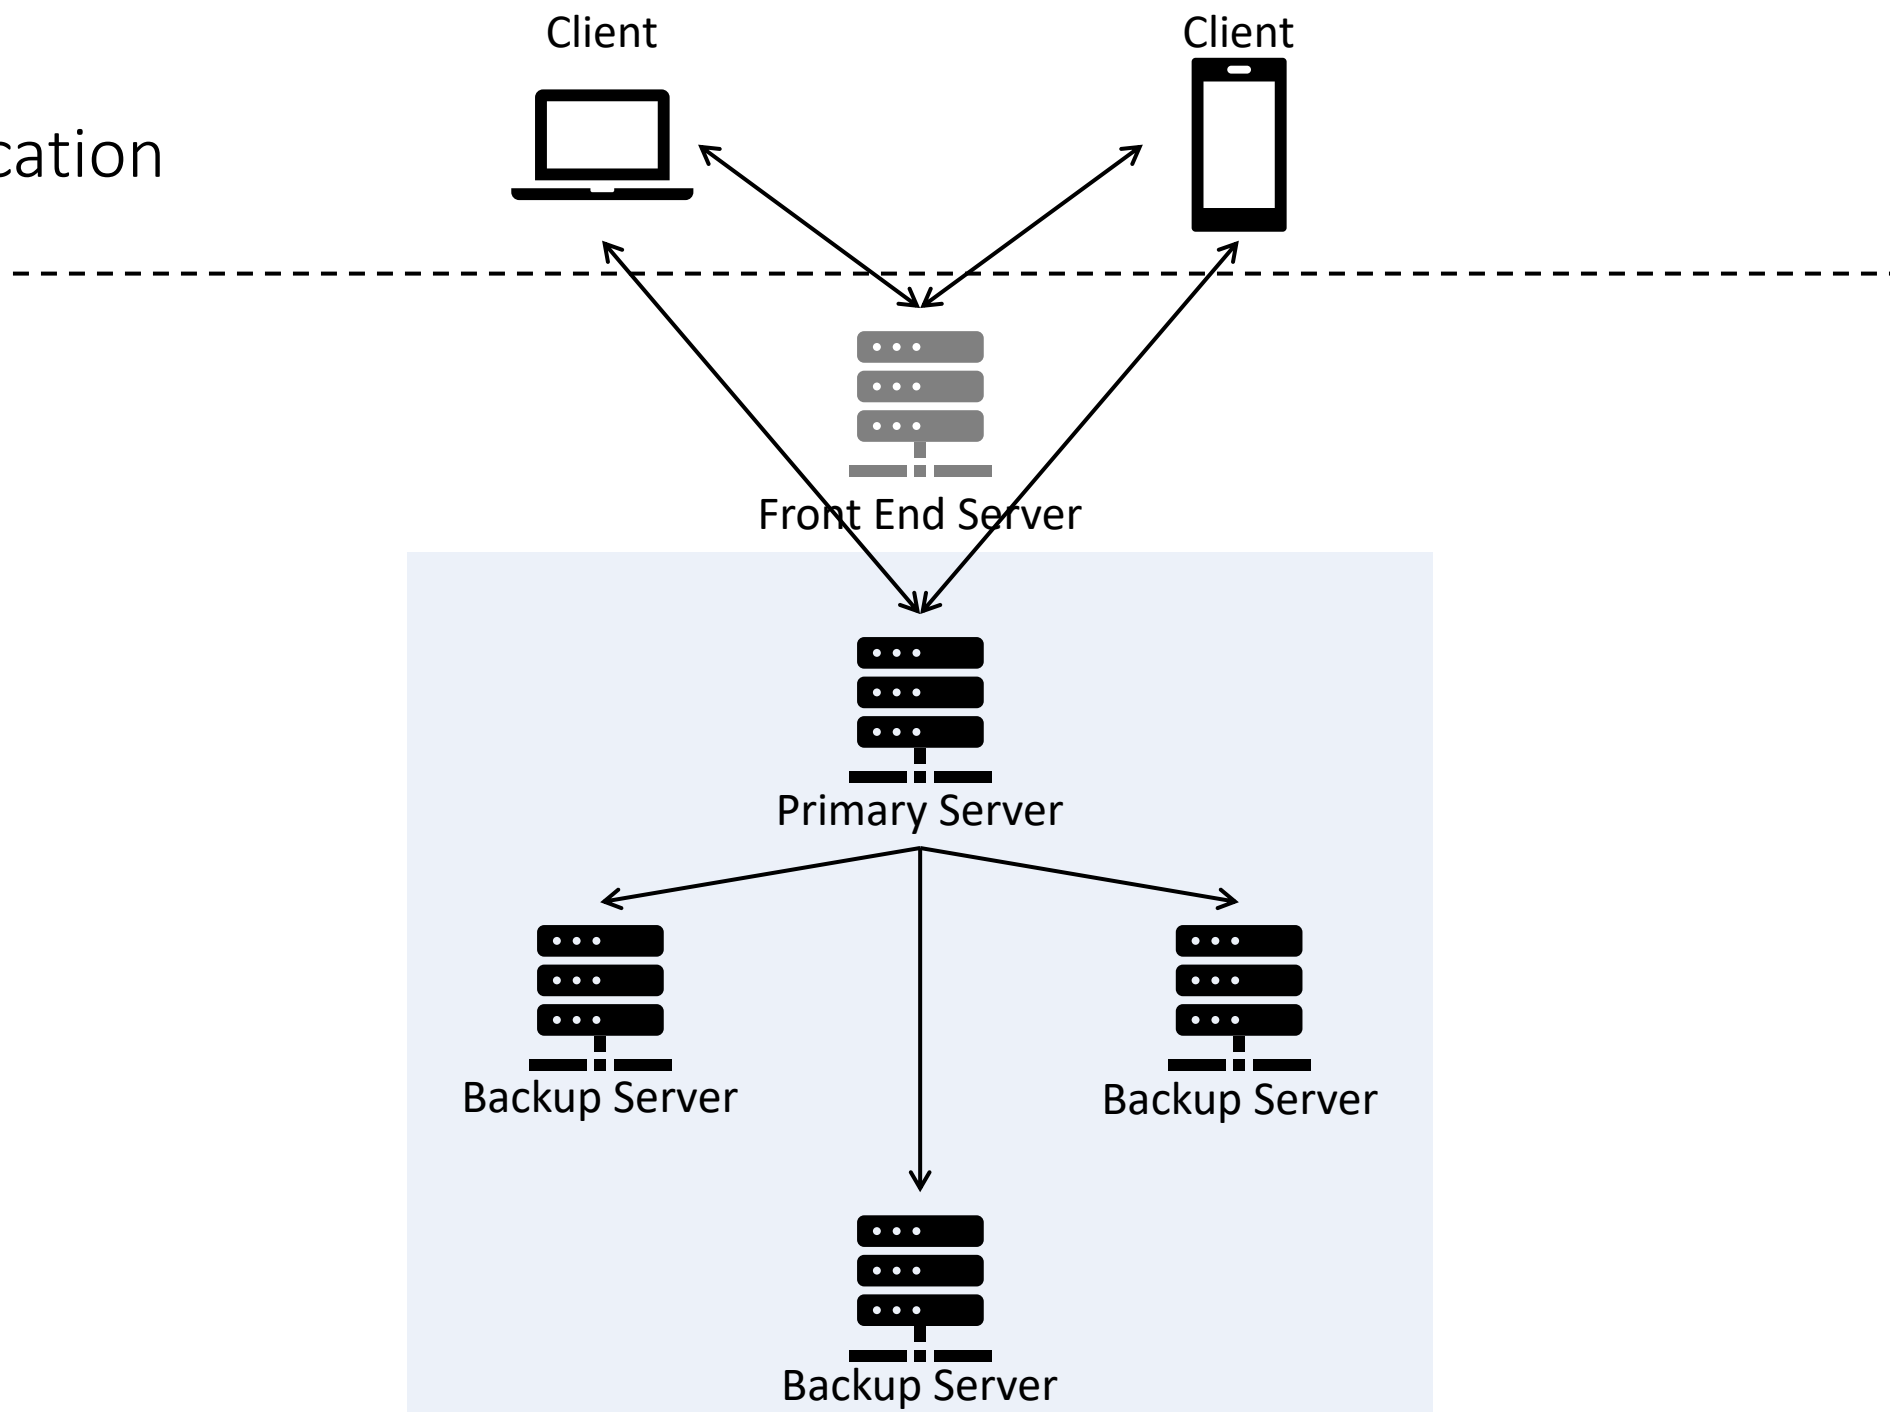 Client
Client
cation
Front End Server
Primary Server
Backup Server
Backup Server
Backup Server